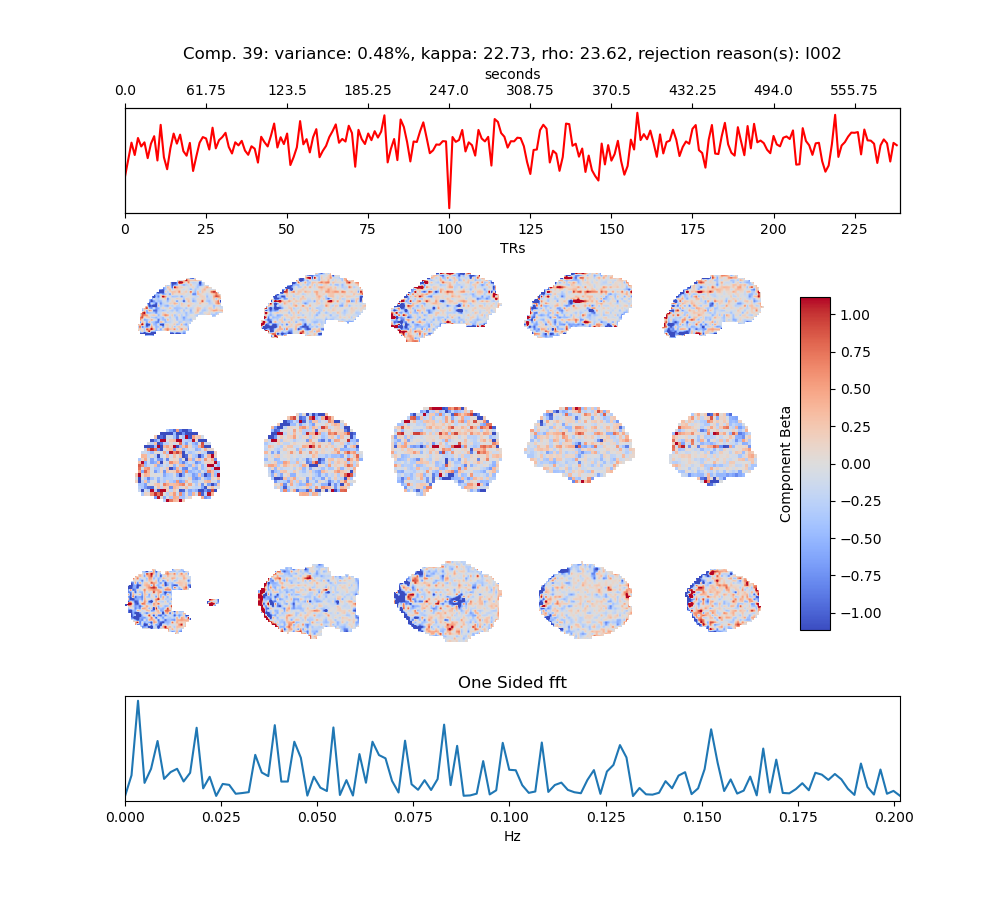 Comp. 39: variance: 0.48%, kappa: 22.73, rho: 23.62, rejection reason(s): I002
seconds
0.0 61.75 123.5 185.25 247.0 308.75 370.5 432.25 494.0 555.75
0 25 50 75 100 125 150 175 200 225
TRs
1.00
0.75
0.50
0.25
0.00
−0.25
−0.50
−0.75
−1.00
Component Beta
One Sided fft
0.000 0.025 0.050 0.075 0.100 0.125 0.150 0.175 0.200
Hz